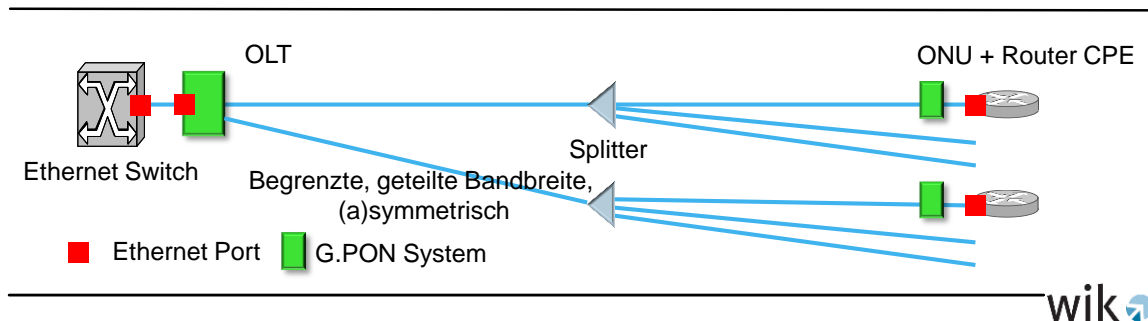 OLT
ONU + Router CPE
Ethernet Switch
Splitter
Begrenzte, geteilte Bandbreite,
(a)symmetrisch
Ethernet Port
G.PON System
wik